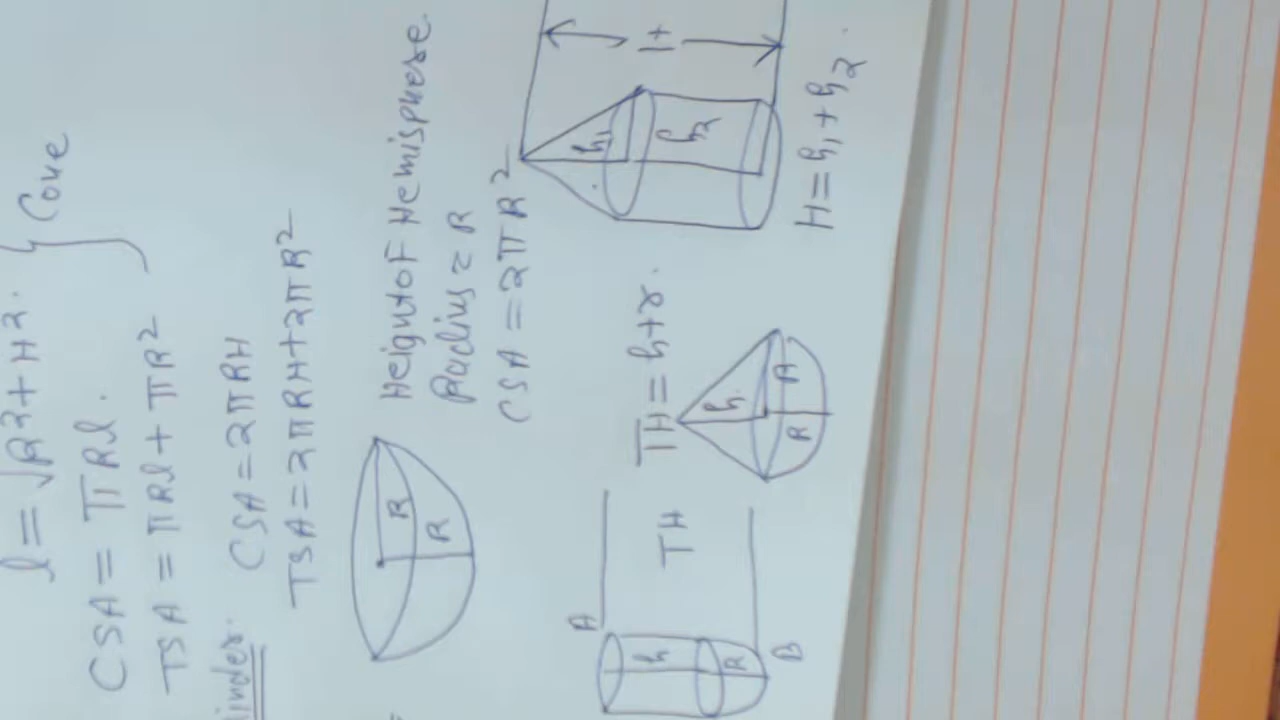 l = √R²+H².
CSA = πRl.
TSA = πRl + πR²
} Cone
inder.
CSA = 2πRH
TSA = 2πRH+2πR²
R
R
Height of Hemisphere
Radius = R
CSA = 2πR²
A
h
R
B
TH
TH = h+r.
h
R
R
h₁
h₂
H
H = h₁ + h₂.